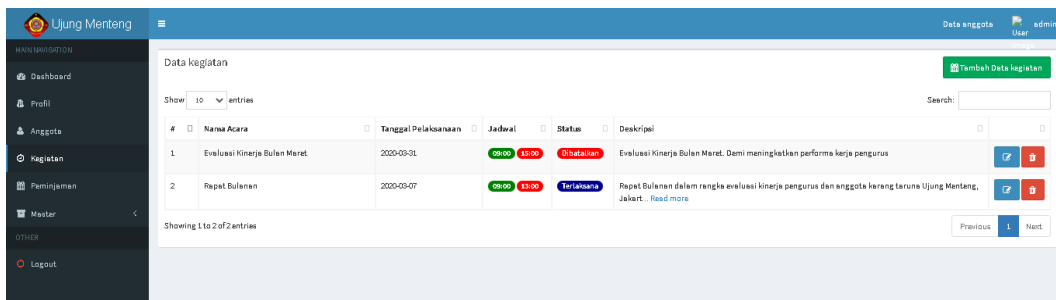 Ujung Menteng
Data anggota
User Image
admin
MAIN NAVIGATION
Dashboard
Profil
Anggota
Kegiatan
Peminjaman
Master
OTHER
Logout
Data kegiatan
Tambah Data kegiatan
Show 10 entries
Search:
# Nama Acara Tanggal Pelaksanaan Jadwal Status Deskripsi
1 Evaluasi Kinerja Bulan Maret 2020-03-31 09:00 15:00 Dibatalkan Evaluasi Kinerja Bulan Maret. Demi meningkatkan performa kerja pengurus
2 Rapat Bulanan 2020-03-07 09:00 13:00 Terlaksana Rapat Bulanan dalam rangka evaluasi kinerja pengurus dan anggota karang taruna Ujung Menteng,
Jakart... Read more
Showing 1 to 2 of 2 entries
Previous 1 Next